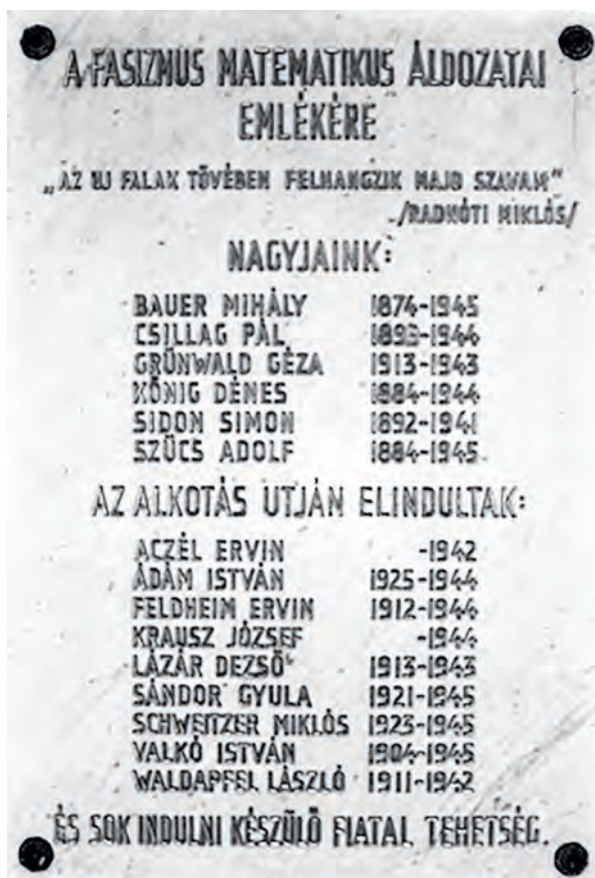 A FASIZMUS MATEMATIKUS ÁLDOZATAI
EMLÉKÉRE
„AZ UJ FALAK TÖVÉBEN FELHANGZIK MAJD SZAVAM"
/RADNÓTI MIKLÓS/
NAGYJAINK:
BAUER MIHÁLY 1874-1945
CSILLAG PÁL 1893-1944
GRÜNWALD GÉZA 1913-1943
KÖNIG DÉNES 1884-1944
SIDON SIMON 1892-1941
SZÜCS ADOLF 1884-1945
AZ ALKOTÁS UTJÁN ELINDULTAK:
ACZÉL ERVIN -1942
ÁDÁM ISTVÁN 1925-1944
FELDHEIM ERVIN 1912-1944
KRAUSZ JÓZSEF -1944
LÁZÁR DEZSŐ 1913-1943
SÁNDOR GYULA 1921-1945
SCHWEITZER MIKLÓS 1923-1945
VALKÓ ISTVÁN 1904-1945
WALDAPFEL LÁSZLÓ 1911-1942
ÉS SOK INDULNI KÉSZÜLŐ FIATAL TEHETSÉG.